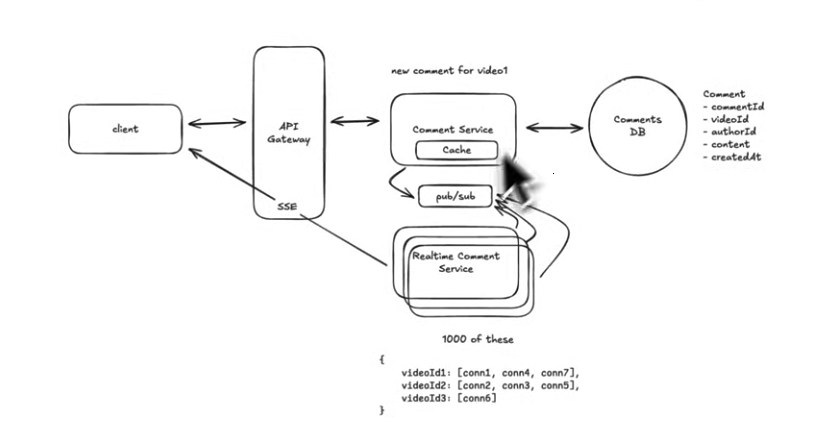 new comment for video1
client
API
Gateway
SSE
Comment Service
Cache
pub/sub
Realtime Comment
Service
1000 of these
Comments
DB
Comment
- commentId
- videoId
- authorId
- content
- createdAt
{
videoId1: [conn1, conn4, conn7],
videoId2: [conn2, conn3, conn5],
videoId3: [conn6]
}